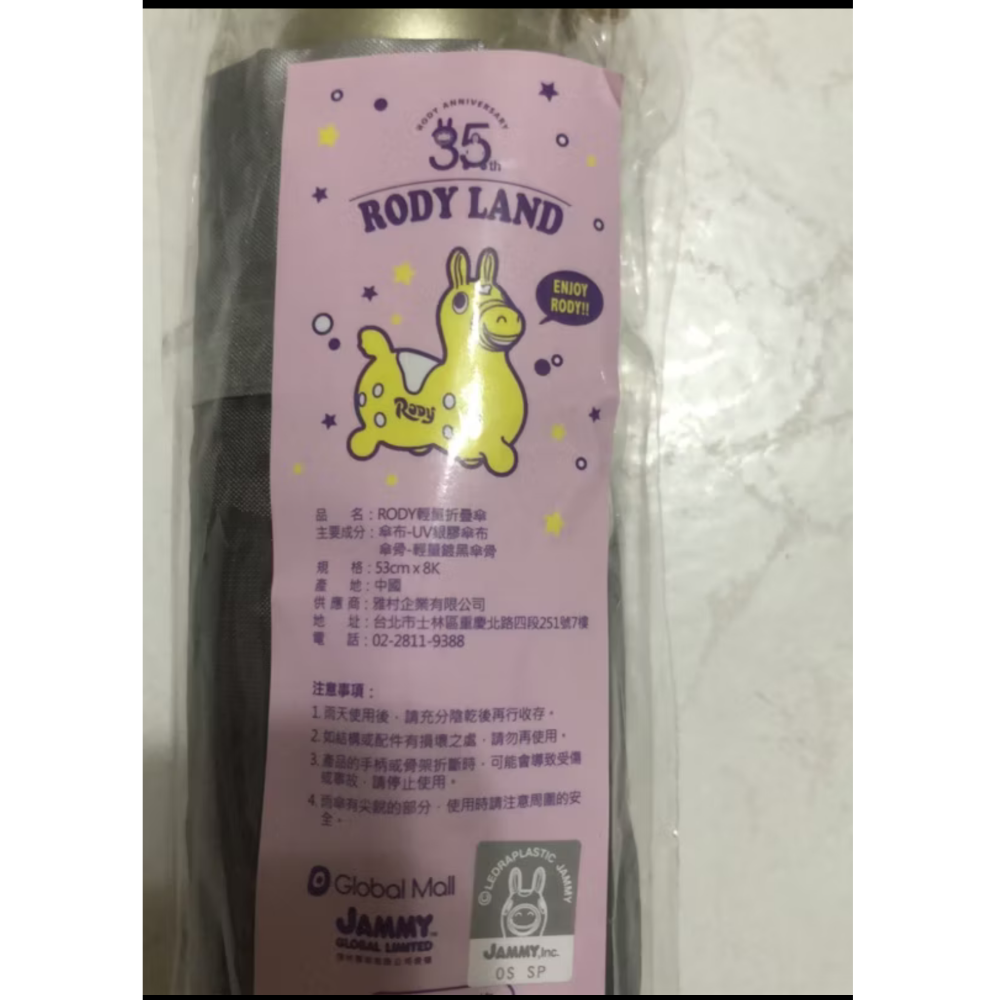 RODY ANNIVERSARY
35th
RODY LAND
ENJOY
RODY!!
Rody
品 名：RODY輕量折疊傘
主要成分：傘布-UV銀膠傘布
傘骨-輕量鍍黑傘骨
規 格：53cm x 8K
產 地：中國
供應商：雅村企業有限公司
地 址：台北市士林區重慶北路四段251號7樓
電 話：02-2811-9388
注意事項：
1.雨天使用後，請充分陰乾後再行收存。
2.如結構或配件有損壞之處，請勿再使用。
3.產品的手柄或骨架折斷時，可能會導致受傷
或事故，請停止使用。
4.雨傘有尖銳的部分，使用時請注意周圍的安
全。
Global Mall
JAMMY™
GLOBAL LIMITED
© LEDRAPLASTIC JAMMY
JAMMY,Inc.
OS SP